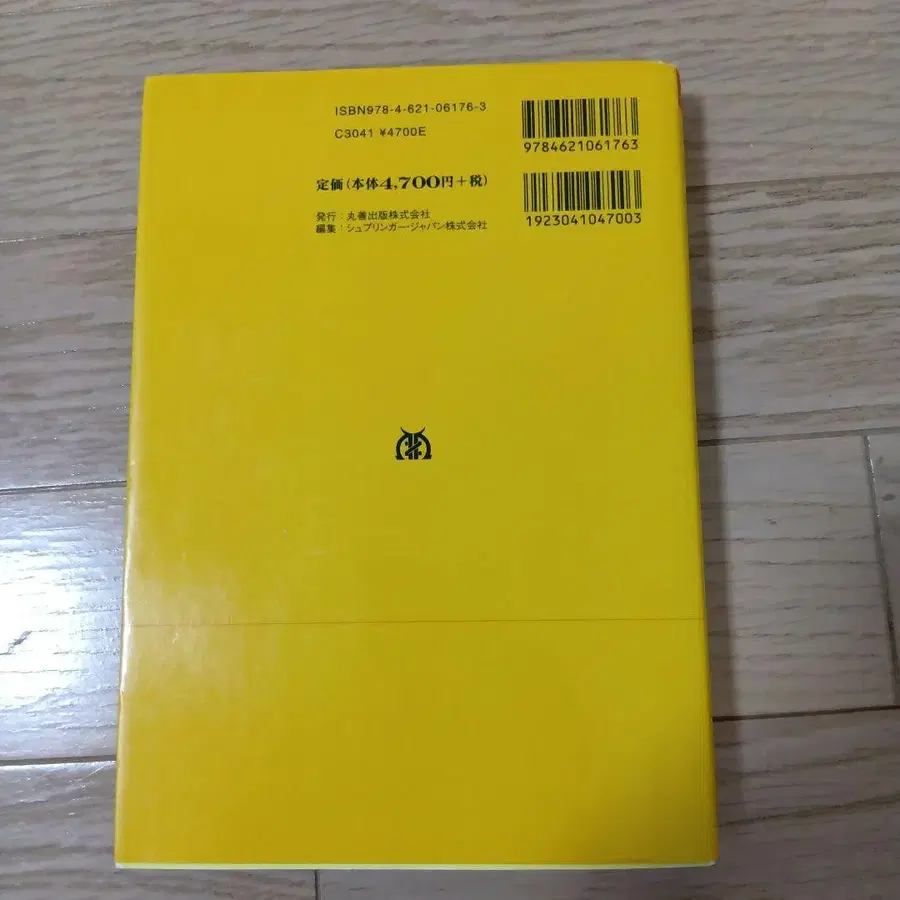 ISBN978-4-621-06176-3
C3041 ¥4700E
9784621061763
定価(本体4,700円+税)
1923041047003
発行:丸善出版株式会社
編集:シュプリンガー・ジャパン株式会社